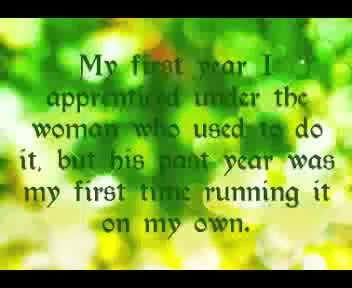 My first year I
apprenticed under the
woman who used to do
it, but his past year was
my first time running it
on my own.